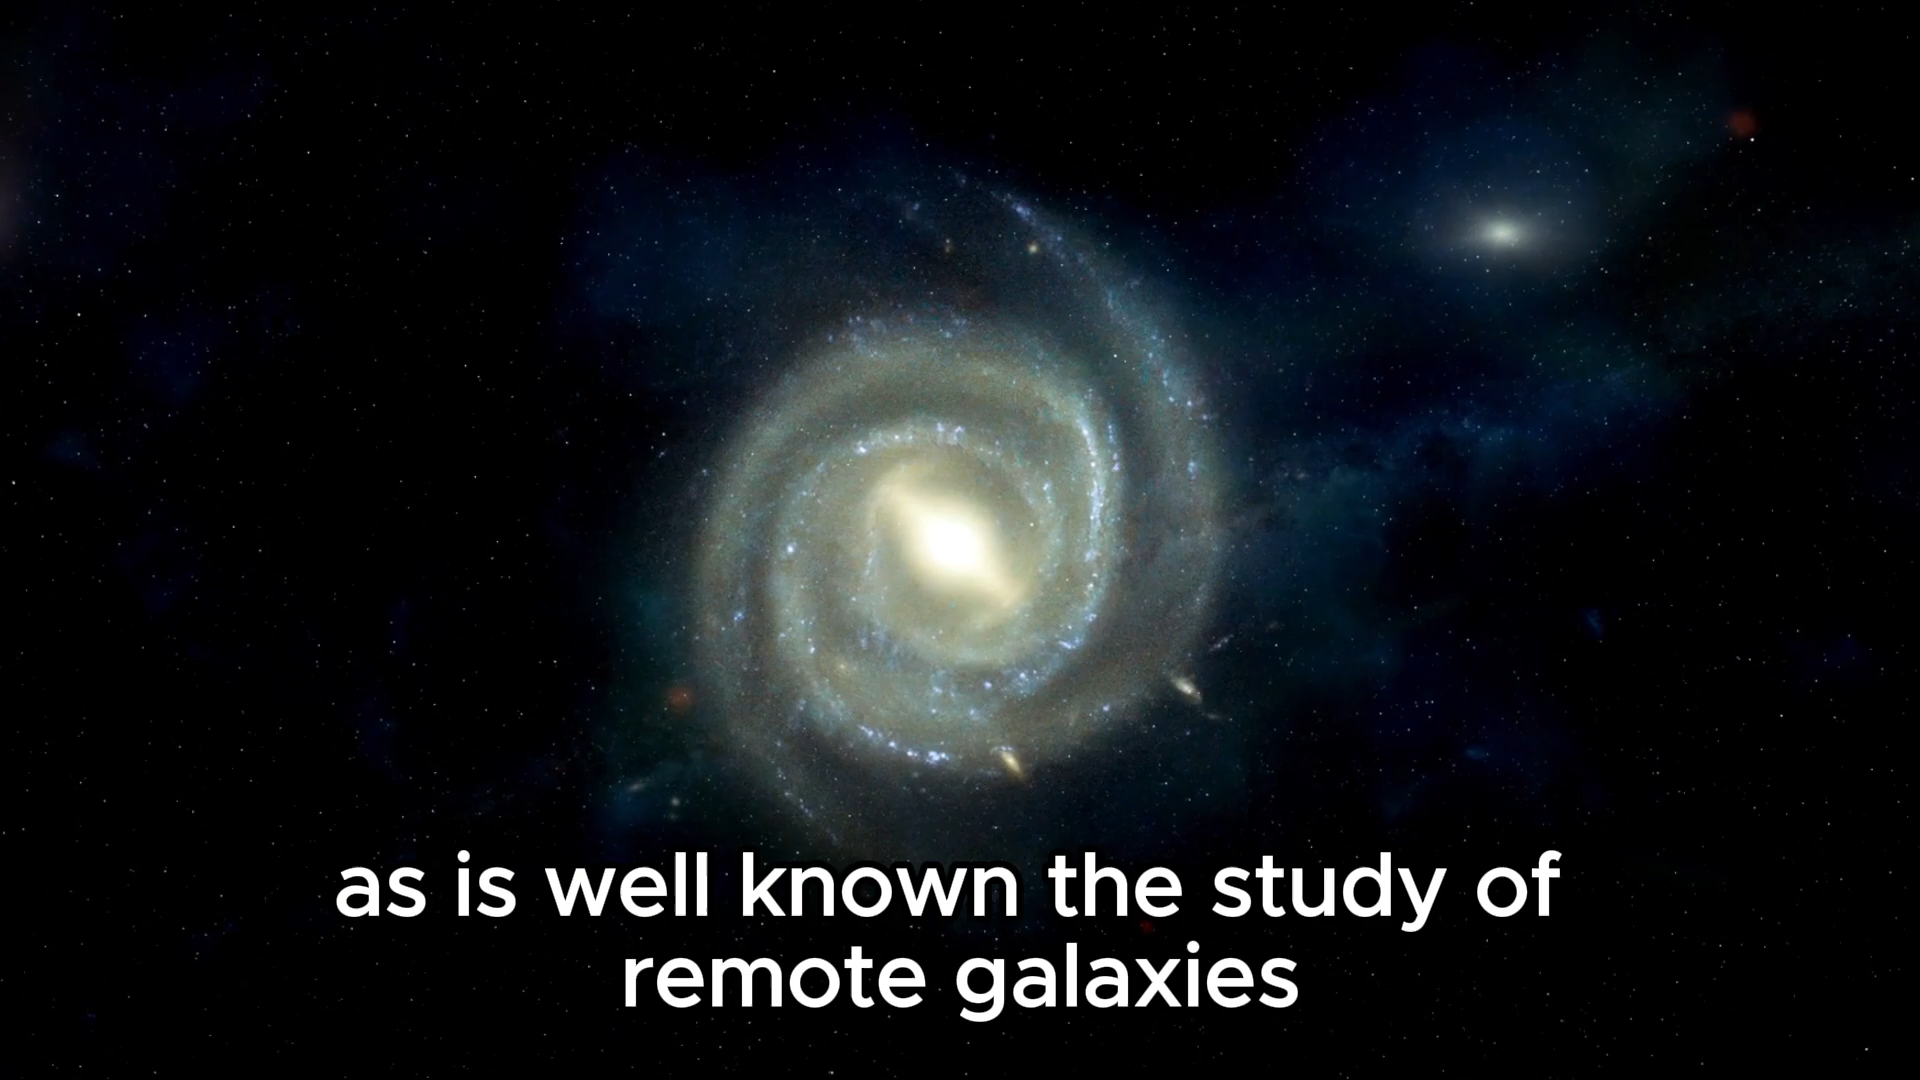 as is well known the study of
remote galaxies